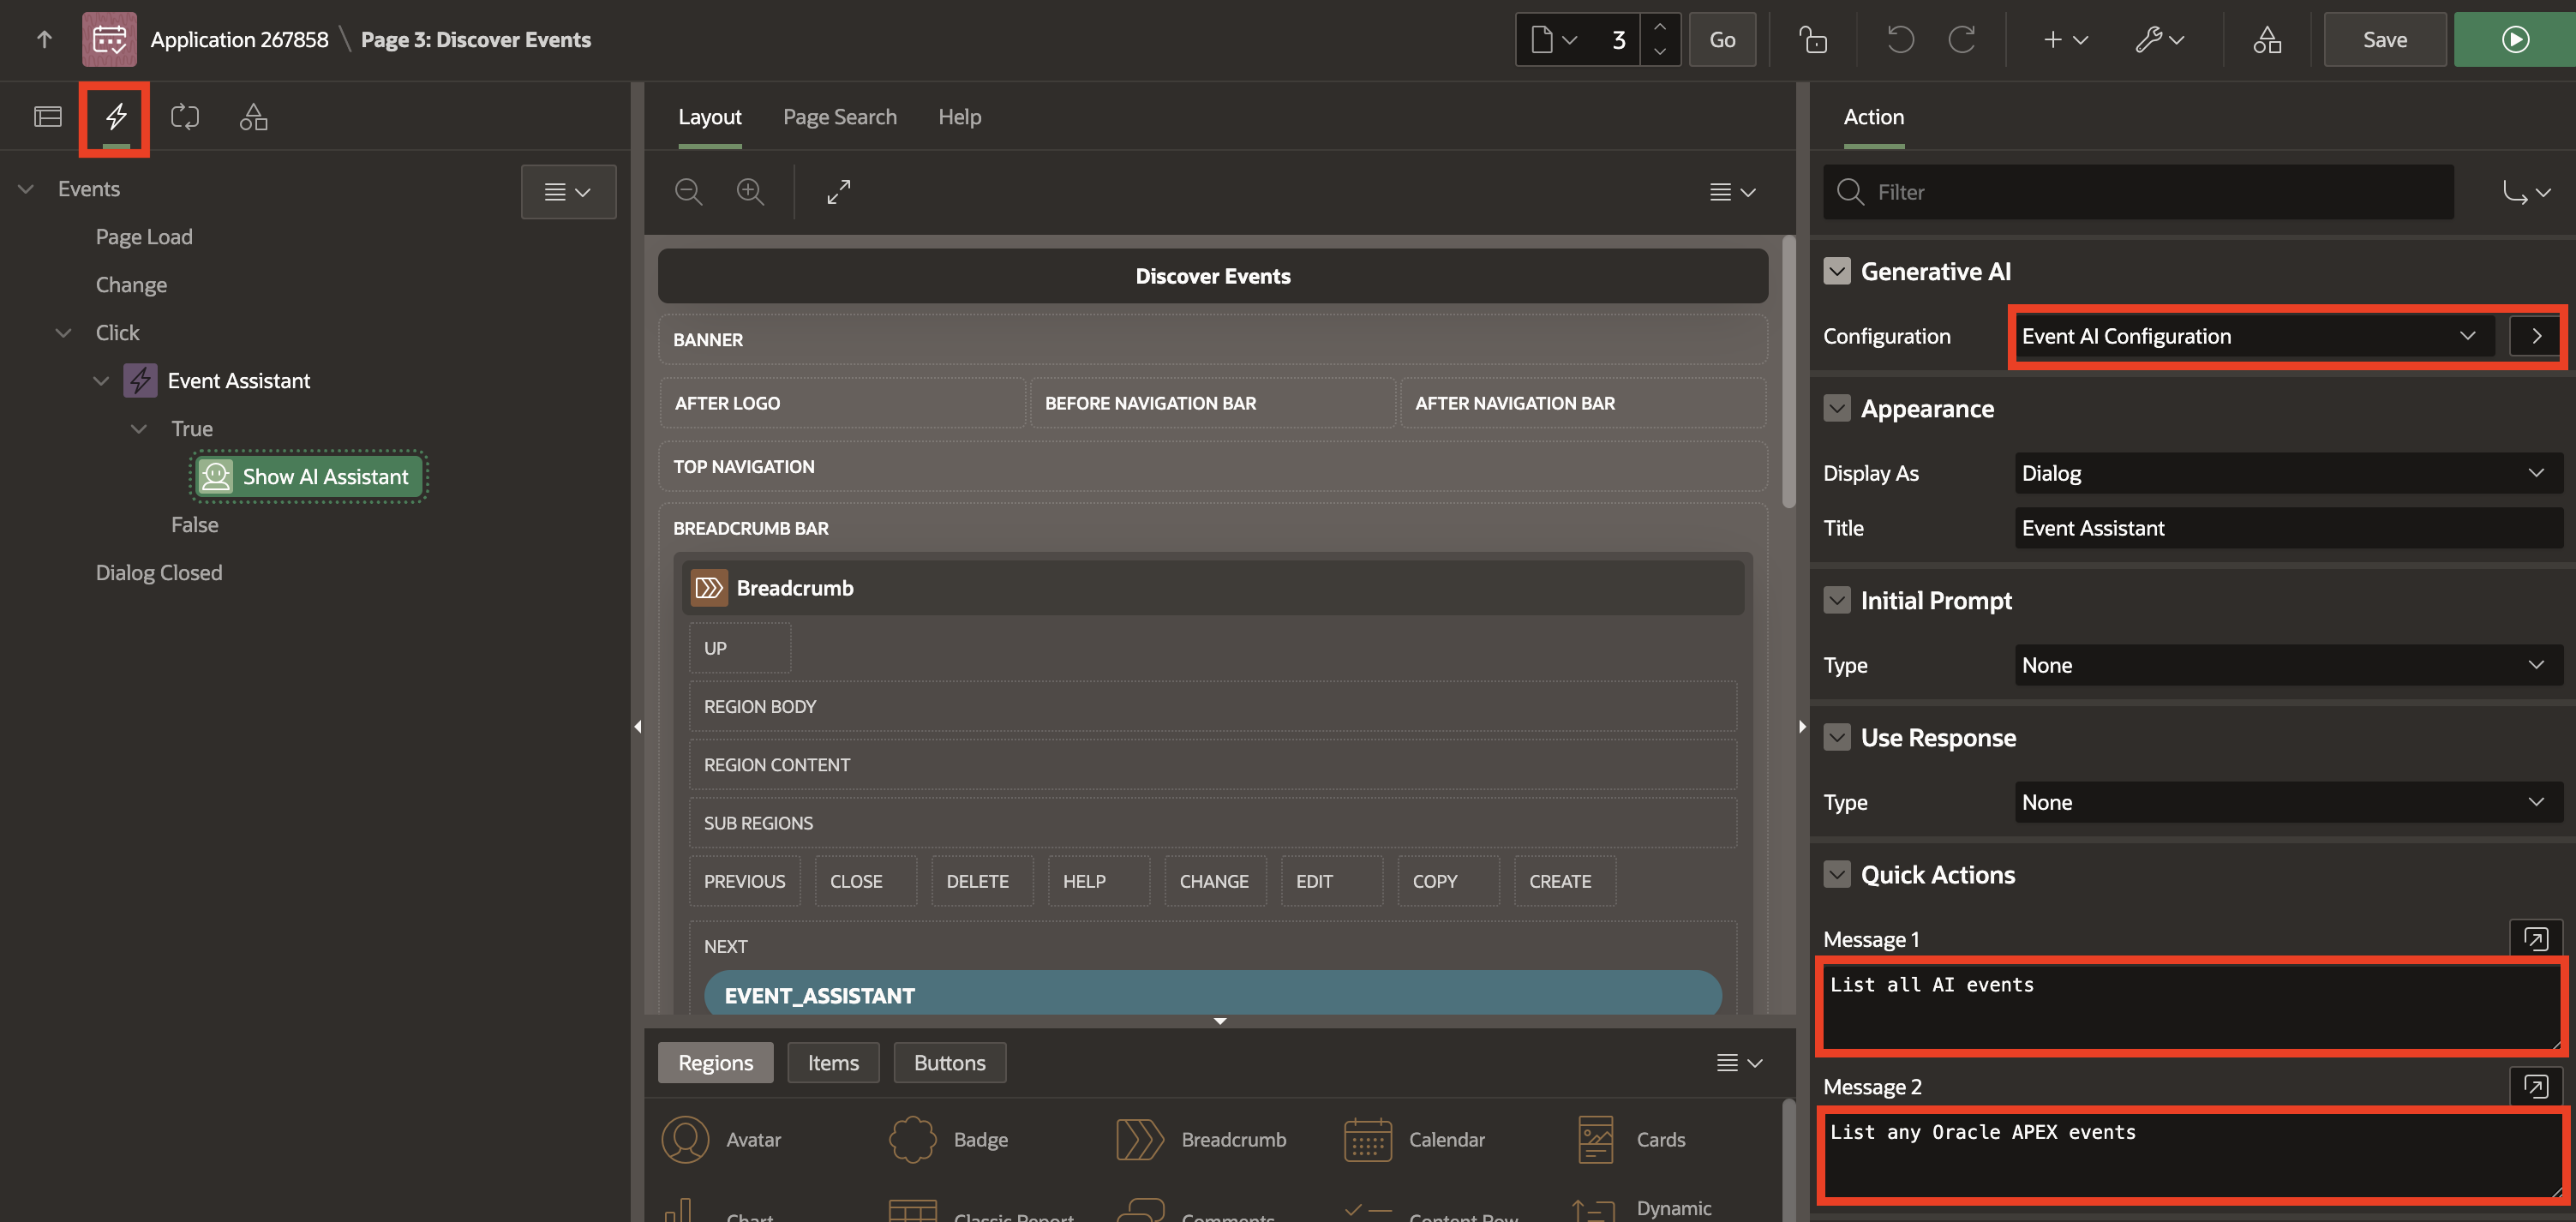 Application 267858 \ Page 3: Discover Events
3
Go
Save
Layout
Page Search
Help
Action
Events
Page Load
Change
Click
Event Assistant
True
Show AI Assistant
False
Dialog Closed
Discover Events
BANNER
AFTER LOGO
BEFORE NAVIGATION BAR
AFTER NAVIGATION BAR
TOP NAVIGATION
BREADCRUMB BAR
Breadcrumb
UP
REGION BODY
REGION CONTENT
SUB REGIONS
PREVIOUS
CLOSE
DELETE
HELP
CHANGE
EDIT
COPY
CREATE
NEXT
EVENT_ASSISTANT
Regions
Items
Buttons
Avatar
Badge
Breadcrumb
Calendar
Cards
Chart
Classic Report
Comments
Content Row
Dynamic
Filter
Generative AI
Configuration
Event AI Configuration
Appearance
Display As
Dialog
Title
Event Assistant
Initial Prompt
Type
None
Use Response
Type
None
Quick Actions
Message 1
List all AI events
Message 2
List any Oracle APEX events